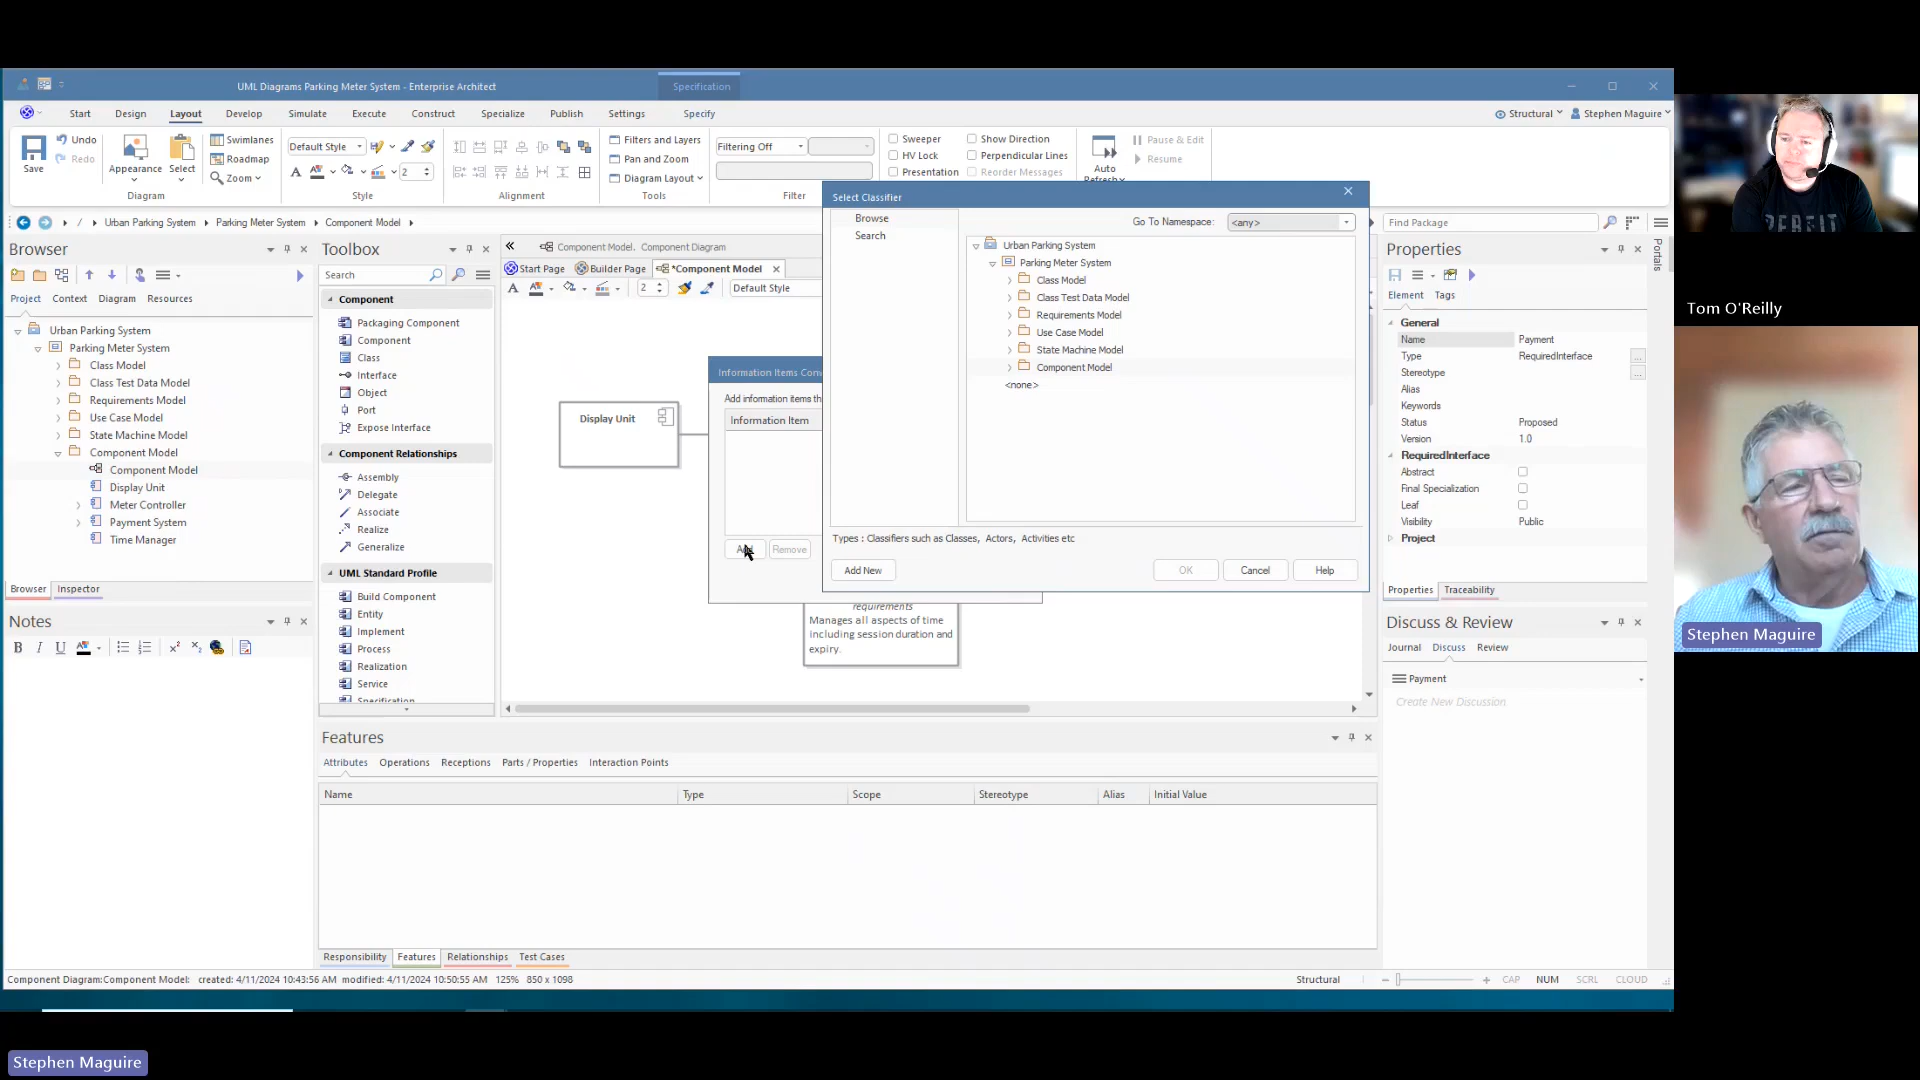 UML Diagrams Parking Meter System - Enterprise Architect
Specification
Start Design Layout Develop Simulate Execute Construct Specialize Publish Settings Specify
Structural Stephen Maguire
Save
Undo
Redo
Appearance
Select
Swimlanes
Roadmap
Zoom
Diagram
Default Style
2
Style
Alignment
Filters and Layers
Pan and Zoom
Diagram Layout
Tools
Filtering Off
Filter
Sweeper
HV Lock
Presentation
Show Direction
Perpendicular Lines
Reorder Messages
Auto
Refresh
Pause & Edit
Resume
/ Urban Parking System Parking Meter System Component Model
Find Package
Browser
Project Context Diagram Resources
Urban Parking System
Parking Meter System
Class Model
Class Test Data Model
Requirements Model
Use Case Model
State Machine Model
Component Model
Component Model
Display Unit
Meter Controller
Payment System
Time Manager
Browser Inspector
Notes
Toolbox
Search
Component
Packaging Component
Component
Class
Interface
Object
Port
Expose Interface
Component Relationships
Assembly
Delegate
Associate
Realize
Generalize
UML Standard Profile
Build Component
Entity
Implement
Process
Realization
Service
Specification
Component Model. Component Diagram
Start Page Builder Page *Component Model
2 Default Style
Display Unit
requirements
Manages all aspects of time
including session duration and
expiry.
Information Items Conv
Add information items th
Information Item
Add Remove
Select Classifier
Browse
Search
Go To Namespace: <any>
Urban Parking System
Parking Meter System
Class Model
Class Test Data Model
Requirements Model
Use Case Model
State Machine Model
Component Model
<none>
Types : Classifiers such as Classes, Actors, Activities etc
Add New OK Cancel Help
Portals
Properties
Element Tags
General
Name Payment
Type RequiredInterface
Stereotype
Alias
Keywords
Status Proposed
Version 1.0
RequiredInterface
Abstract
Final Specialization
Leaf
Visibility Public
Project
Properties Traceability
Discuss & Review
Journal Discuss Review
Payment
Create New Discussion
Features
Attributes Operations Receptions Parts / Properties Interaction Points
Name Type Scope Stereotype Alias Initial Value
Responsibility Features Relationships Test Cases
Component Diagram:Component Model: created: 4/11/2024 10:43:56 AM modified: 4/11/2024 10:50:55 AM 125% 850 x 1098
Structural CAP NUM SCRL CLOUD
Tom O'Reilly
Stephen Maguire
Stephen Maguire